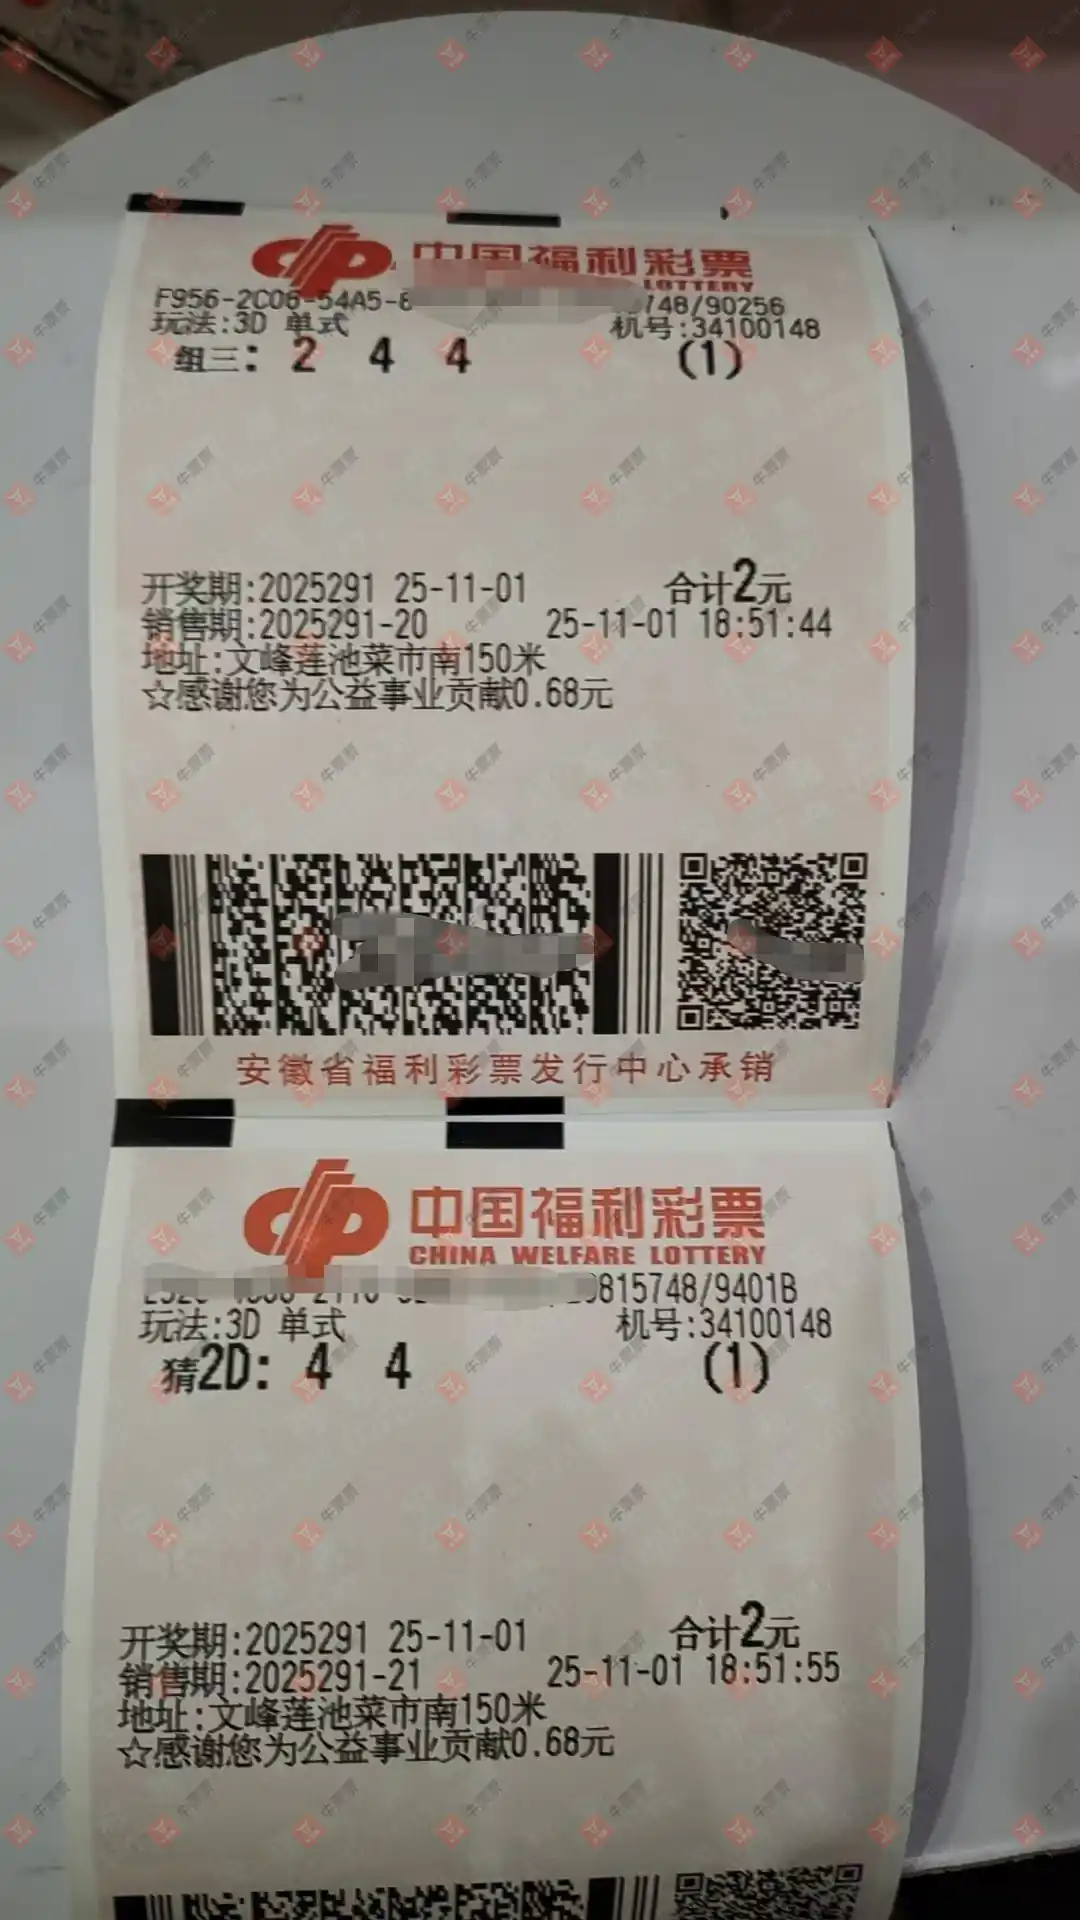 中国福利彩票
LOTTERY
F956-2C06-54A5-
748/90256
玩法:3D 单式
机号:34100148
组三: 2 4 4 (1)
开奖期:2025291 25-11-01 合计2元
销售期:2025291-20 25-11-01 18:51:44
地址:文峰莲池菜市南150米
☆感谢您为公益事业贡献0.68元
安徽省福利彩票发行中心承销
中国福利彩票
CHINA WELFARE LOTTERY
815748/9401B
玩法:3D 单式 机号:34100148
猜2D: 4 4 (1)
开奖期:2025291 25-11-01 合计2元
销售期:2025291-21 25-11-01 18:51:55
地址:文峰莲池菜市南150米
☆感谢您为公益事业贡献0.68元